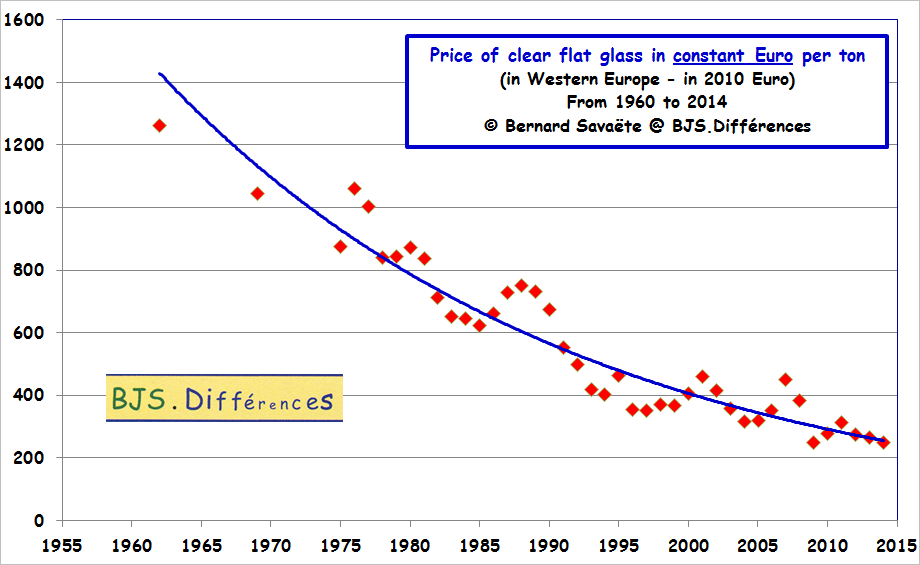 1600
Price of clear flat glass in constant Euro per ton
(in Western Europe - in 2010 Euro)
From 1960 to 2014
© Bernard Savaëte @ BJS.Différences
1400
1200
1000
800
600
400
BJS.Différences
200
0
1955 1960 1965 1970 1975 1980 1985 1990 1995 2000 2005 2010 2015